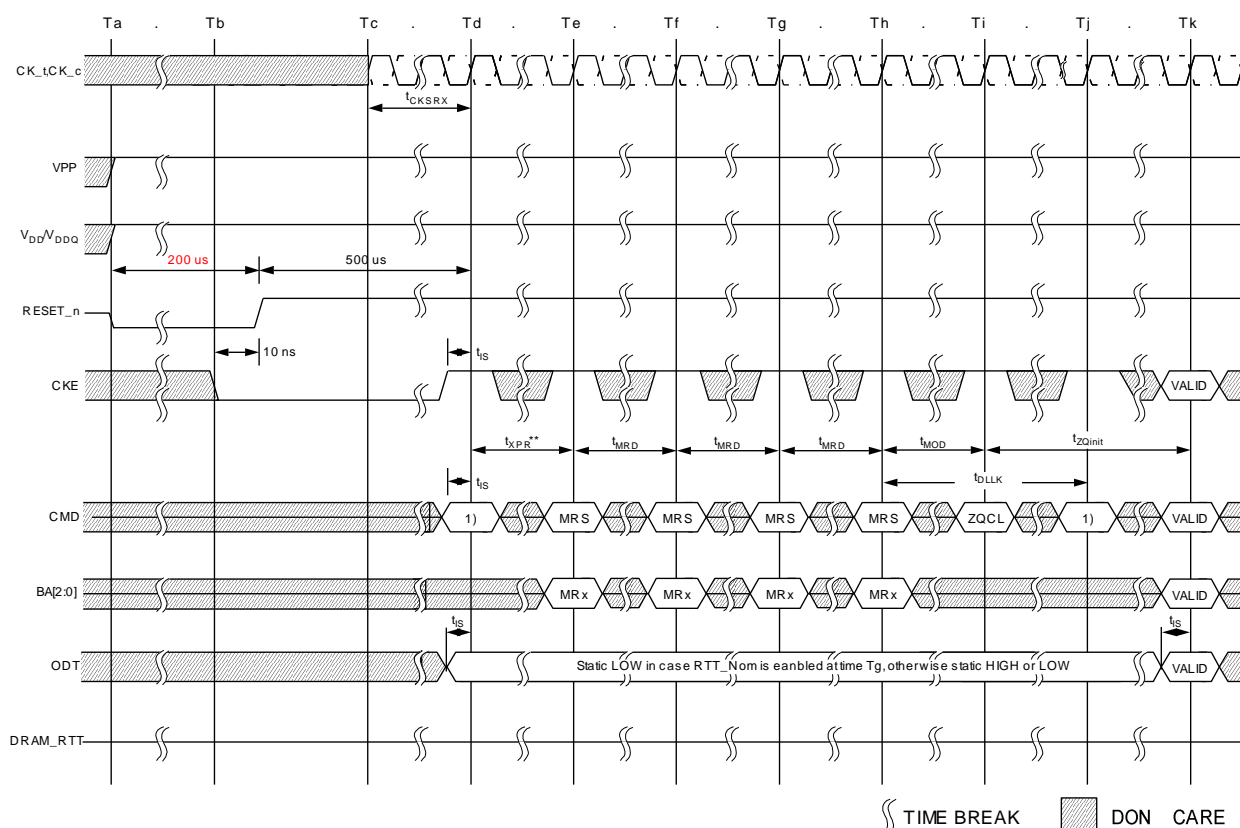 Ta . Tb . Tc . Td . Te . Tf . Tg . Th . Ti . Tj . Tk
CK_t,CK_c
tCKSRX
VPP
VDD/VDDQ
200 us
500 us
RESET_n
10 ns
tIS
CKE
VALID
tXPR**
tMRD
tMRD
tMRD
tMOD
tZQinit
tIS
tDLLK
CMD
1)
MRS
MRS
MRS
MRS
ZQCL
1)
VALID
BA[2:0]
MRx
MRx
MRx
MRx
VALID
tIS
tIS
ODT
Static LOW in case RTT_Nom is eanbled at time Tg, otherwise static HIGH or LOW
VALID
DRAM_RTT
TIME BREAK
DON CARE